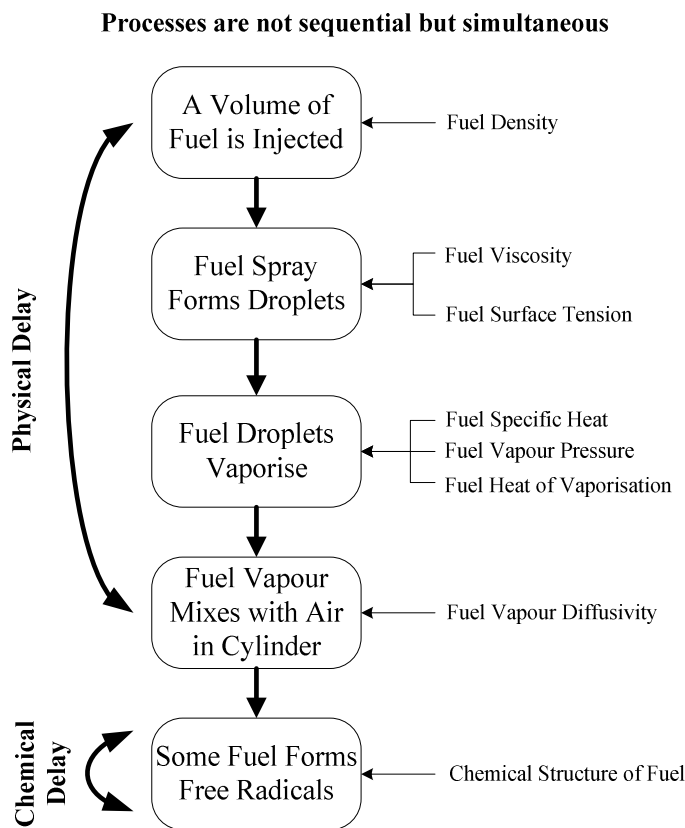 Processes are not sequential but simultaneous
A Volume of
Fuel is Injected
Fuel Density
Fuel Spray
Forms Droplets
Fuel Viscosity
Fuel Surface Tension
Physical Delay
Fuel Droplets
Vaporise
Fuel Specific Heat
Fuel Vapour Pressure
Fuel Heat of Vaporisation
Fuel Vapour
Mixes with Air
in Cylinder
Fuel Vapour Diffusivity
Chemical
Delay
Some Fuel Forms
Free Radicals
Chemical Structure of Fuel